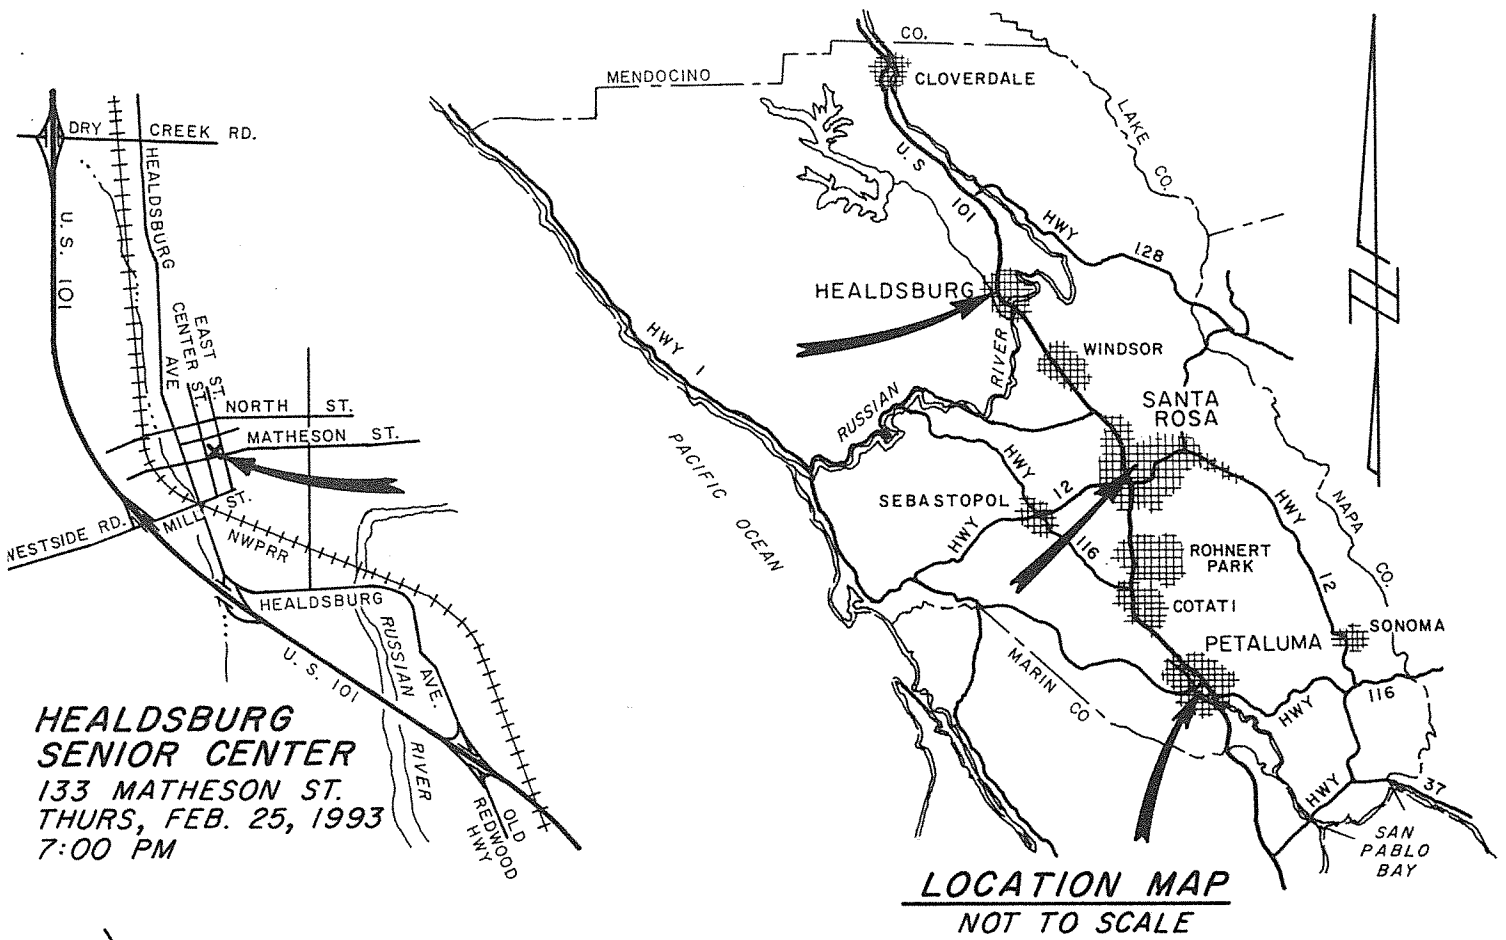 DRY CREEK RD.
HEALDSBURG
AVE
U.S. 101
CENTER ST.
EAST ST.
NORTH ST.
MATHESON ST.
MILL ST.
WESTSIDE RD.
NWPRR
HEALDSBURG
AVE.
RUSSIAN
RIVER
U.S. 101
OLD
REDWOOD
HWY
HEALDSBURG
SENIOR CENTER
133 MATHESON ST.
THURS, FEB. 25, 1993
7:00 PM
MENDOCINO CO.
CLOVERDALE
LAKE CO.
U.S 101
HWY 128
HEALDSBURG
HWY 1
RUSSIAN RIVER
WINDSOR
SANTA
ROSA
PACIFIC OCEAN
HWY 116
SEBASTOPOL
HWY 12
HWY 12
NAPA CO.
ROHNERT
PARK
COTATI
SONOMA
PETALUMA
MARIN CO
HWY 116
HWY 37
SAN
PABLO
BAY
LOCATION MAP
NOT TO SCALE